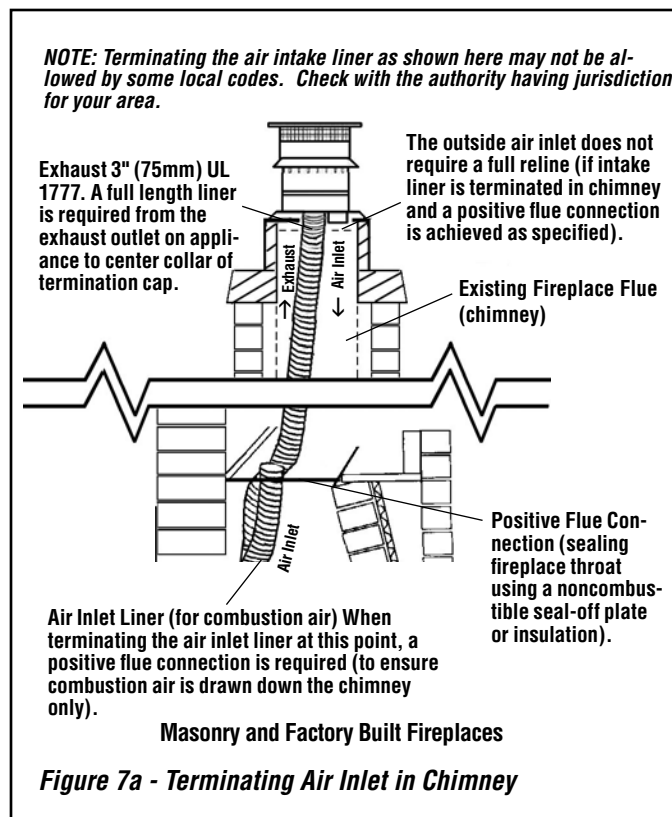 NOTE: Terminating the air intake liner as shown here may not be al-
lowed by some local codes. Check with the authority having jurisdiction
for your area.
Exhaust 3" (75mm) UL
1777. A full length liner
is required from the
exhaust outlet on appli-
ance to center collar of
termination cap.
The outside air inlet does not
require a full reline (if intake
liner is terminated in chimney
and a positive flue connection
is achieved as specified).
Exhaust
Air Inlet
Existing Fireplace Flue
(chimney)
Air Inlet
Positive Flue Con-
nection (sealing
fireplace throat
using a noncombus-
tible seal-off plate
or insulation).
Air Inlet Liner (for combustion air) When
terminating the air inlet liner at this point, a
positive flue connection is required (to ensure
combustion air is drawn down the chimney
only).
Masonry and Factory Built Fireplaces
Figure 7a - Terminating Air Inlet in Chimney